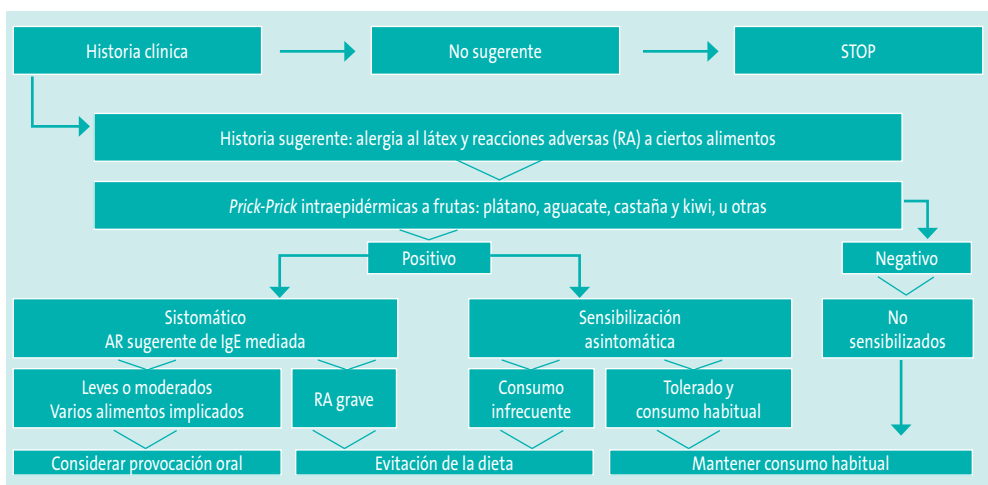 Historia clínica
No sugerente
STOP
Historia sugerente: alergia al látex y reacciones adversas (RA) a ciertos alimentos
Prick-Prick intraepidérmicas a frutas: plátano, aguacate, castaña y kiwi, u otras
Positivo
Negativo
Sistomático
AR sugerente de IgE mediada
Sensibilización
asintomática
No
sensibilizados
Leves o moderados
Varios alimentos implicados
RA grave
Consumo
infrecuente
Tolerado y
consumo habitual
Considerar provocación oral
Evitación de la dieta
Mantener consumo habitual